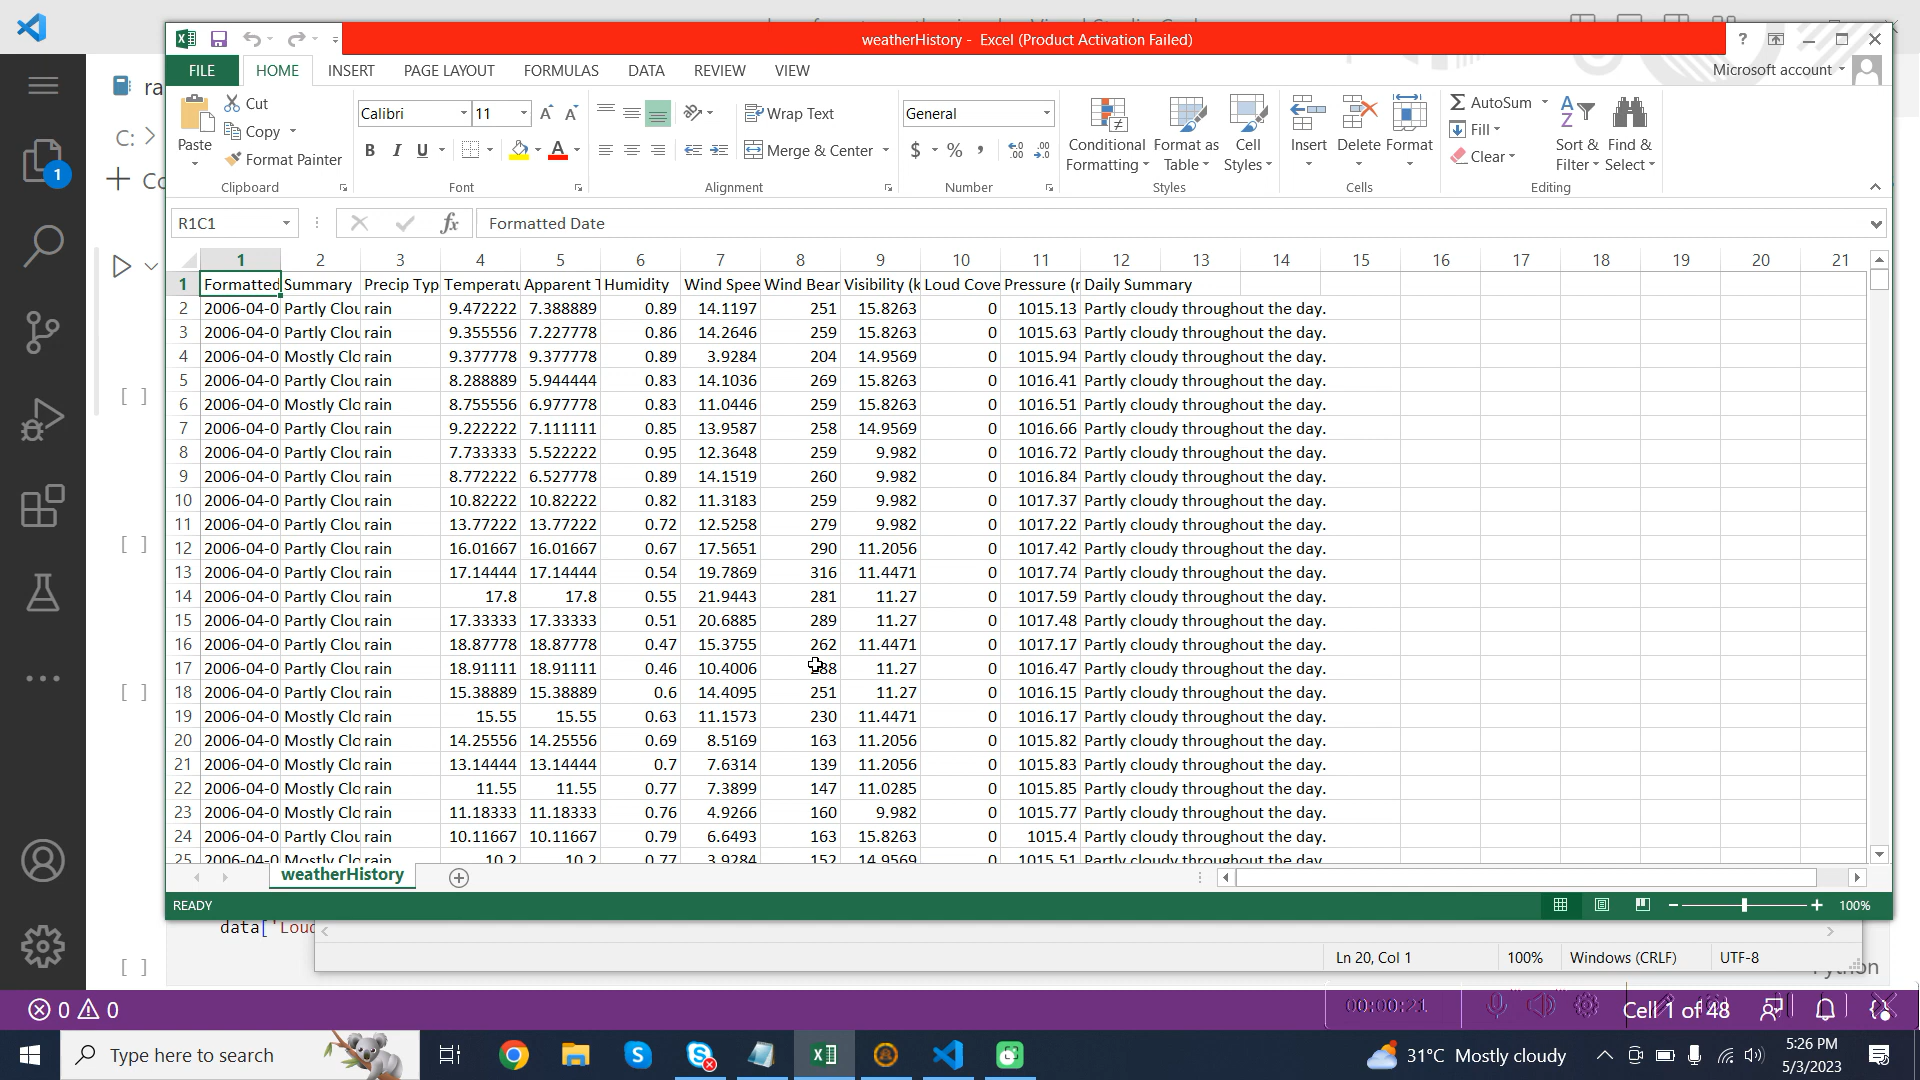 weatherHistory - Excel (Product Activation Failed)
FILE HOME INSERT PAGE LAYOUT FORMULAS DATA REVIEW VIEW Microsoft account
Cut
Copy
Format Painter
Paste
Calibri 11
Wrap Text
Merge & Center
General
Conditional Formatting
Format as Table
Cell Styles
Insert Delete Format
AutoSum
Fill
Clear
Sort & Filter
Find & Select
Clipboard Font Alignment Number Styles Cells Editing
R1C1 fx Formatted Date
1 2 3 4 5 6 7 8 9 10 11 12 13 14 15 16 17 18 19 20 21
1 Formatted Summary Precip Typ Temperatu Apparent T Humidity Wind Spee Wind Bear Visibility (k Loud Cove Pressure (r Daily Summary
2 2006-04-0 Partly Clou rain 9.472222 7.388889 0.89 14.1197 251 15.8263 0 1015.13 Partly cloudy throughout the day.
3 2006-04-0 Partly Clou rain 9.355556 7.227778 0.86 14.2646 259 15.8263 0 1015.63 Partly cloudy throughout the day.
4 2006-04-0 Mostly Clo rain 9.377778 9.377778 0.89 3.9284 204 14.9569 0 1015.94 Partly cloudy throughout the day.
5 2006-04-0 Partly Clou rain 8.288889 5.944444 0.83 14.1036 269 15.8263 0 1016.41 Partly cloudy throughout the day.
6 2006-04-0 Mostly Clo rain 8.755556 6.977778 0.83 11.0446 259 15.8263 0 1016.51 Partly cloudy throughout the day.
7 2006-04-0 Partly Clou rain 9.222222 7.111111 0.85 13.9587 258 14.9569 0 1016.66 Partly cloudy throughout the day.
8 2006-04-0 Partly Clou rain 7.733333 5.522222 0.95 12.3648 259 9.982 0 1016.72 Partly cloudy throughout the day.
9 2006-04-0 Partly Clou rain 8.772222 6.527778 0.89 14.1519 260 9.982 0 1016.84 Partly cloudy throughout the day.
10 2006-04-0 Partly Clou rain 10.82222 10.82222 0.82 11.3183 259 9.982 0 1017.37 Partly cloudy throughout the day.
11 2006-04-0 Partly Clou rain 13.77222 13.77222 0.72 12.5258 279 9.982 0 1017.22 Partly cloudy throughout the day.
12 2006-04-0 Partly Clou rain 16.01667 16.01667 0.67 17.5651 290 11.2056 0 1017.42 Partly cloudy throughout the day.
13 2006-04-0 Partly Clou rain 17.14444 17.14444 0.54 19.7869 316 11.4471 0 1017.74 Partly cloudy throughout the day.
14 2006-04-0 Partly Clou rain 17.8 17.8 0.55 21.9443 281 11.27 0 1017.59 Partly cloudy throughout the day.
15 2006-04-0 Partly Clou rain 17.33333 17.33333 0.51 20.6885 289 11.27 0 1017.48 Partly cloudy throughout the day.
16 2006-04-0 Partly Clou rain 18.87778 18.87778 0.47 15.3755 262 11.4471 0 1017.17 Partly cloudy throughout the day.
17 2006-04-0 Partly Clou rain 18.91111 18.91111 0.46 10.4006 11.27 0 1016.47 Partly cloudy throughout the day.
18 2006-04-0 Partly Clou rain 15.38889 15.38889 0.6 14.4095 251 11.27 0 1016.15 Partly cloudy throughout the day.
19 2006-04-0 Mostly Clo rain 15.55 15.55 0.63 11.1573 230 11.4471 0 1016.17 Partly cloudy throughout the day.
20 2006-04-0 Mostly Clo rain 14.25556 14.25556 0.69 8.5169 163 11.2056 0 1015.82 Partly cloudy throughout the day.
21 2006-04-0 Mostly Clo rain 13.14444 13.14444 0.7 7.6314 139 11.2056 0 1015.83 Partly cloudy throughout the day.
22 2006-04-0 Mostly Clo rain 11.55 11.55 0.77 7.3899 147 11.0285 0 1015.85 Partly cloudy throughout the day.
23 2006-04-0 Mostly Clo rain 11.18333 11.18333 0.76 4.9266 160 9.982 0 1015.77 Partly cloudy throughout the day.
24 2006-04-0 Partly Clou rain 10.11667 10.11667 0.79 6.6493 163 15.8263 0 1015.4 Partly cloudy throughout the day.
25 2006-04-0 Mostly Clo rain 10.2 10.2 0.77 3.9284 152 14.9569 0 1015.51 Partly cloudy throughout the day.
weatherHistory
READY 100%
ra
C: >
+ Co
1
[ ]
[ ]
[ ]
[ ]
data['Loud
Ln 20, Col 1 100% Windows (CRLF) UTF-8
Python
0 0 00:00:21 Cell 1 of 48
Type here to search 31°C Mostly cloudy 5:26 PM
5/3/2023